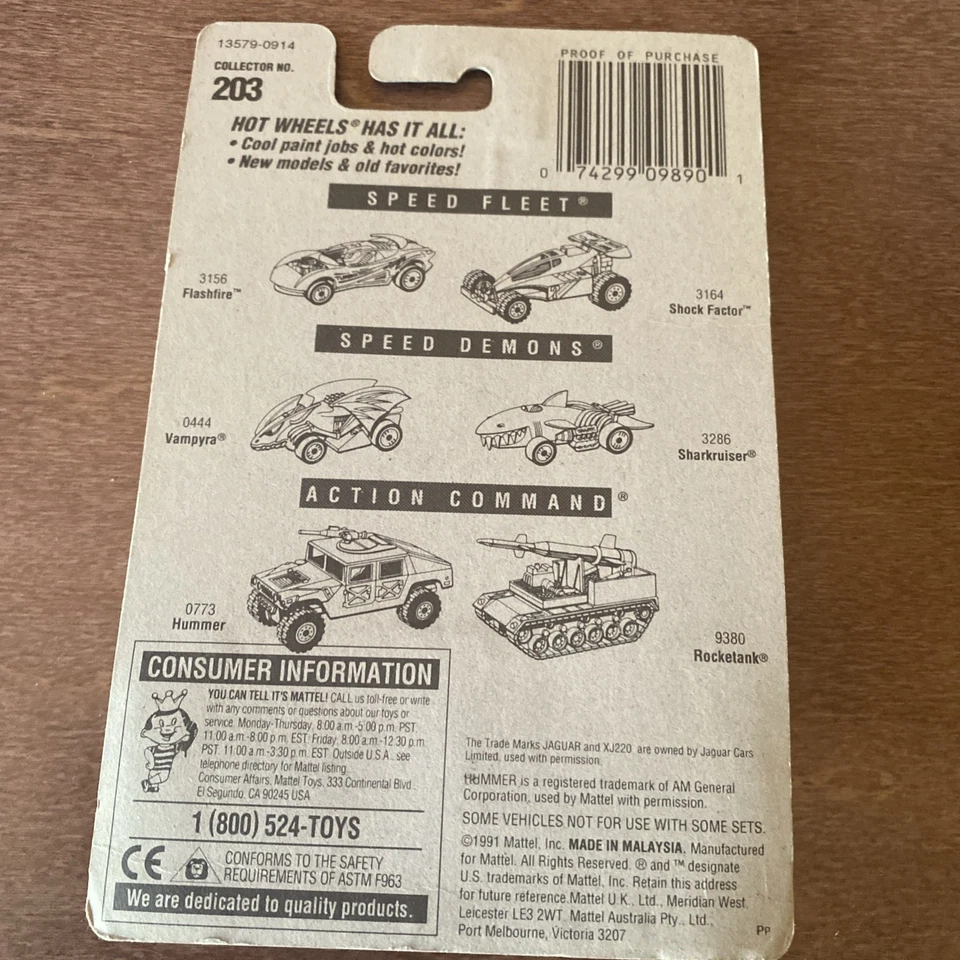 13579-0914
COLLECTOR NO.
203
PROOF OF PURCHASE
0 74299 09890 1
HOT WHEELS® HAS IT ALL:
• Cool paint jobs & hot colors!
• New models & old favorites!
SPEED FLEET®
3156
Flashfire™
3164
Shock Factor™
SPEED DEMONS®
0444
Vampyra®
3286
Sharkruiser®
ACTION COMMAND®
0773
Hummer
9380
Rocketank®
CONSUMER INFORMATION
YOU CAN TELL IT'S MATTEL! CALL us toll-free or write
with any comments or questions about our toys or
service. Monday-Thursday, 8:00 a.m.-5:00 p.m. PST,
11:00 a.m.-8:00 p.m. EST. Friday, 8:00 a.m.-12:30 p.m.
PST, 11:00 a.m.-3:30 p.m. EST. Outside U.S.A., see
telephone directory for Mattel listing.
Consumer Affairs, Mattel Toys, 333 Continental Blvd.,
El Segundo, CA 90245 USA
1 (800) 524-TOYS
CE
CONFORMS TO THE SAFETY
REQUIREMENTS OF ASTM F963
We are dedicated to quality products.
The Trade Marks JAGUAR and XJ220 are owned by Jaguar Cars
Limited, used with permission.
HUMMER is a registered trademark of AM General
Corporation, used by Mattel with permission.
SOME VEHICLES NOT FOR USE WITH SOME SETS.
©1991 Mattel, Inc. MADE IN MALAYSIA. Manufactured
for Mattel. All Rights Reserved. ® and ™ designate
U.S. trademarks of Mattel, Inc. Retain this address
for future reference.Mattel U.K., Ltd., Meridian West,
Leicester LE3 2WT. Mattel Australia Pty., Ltd.,
Port Melbourne, Victoria 3207
PP